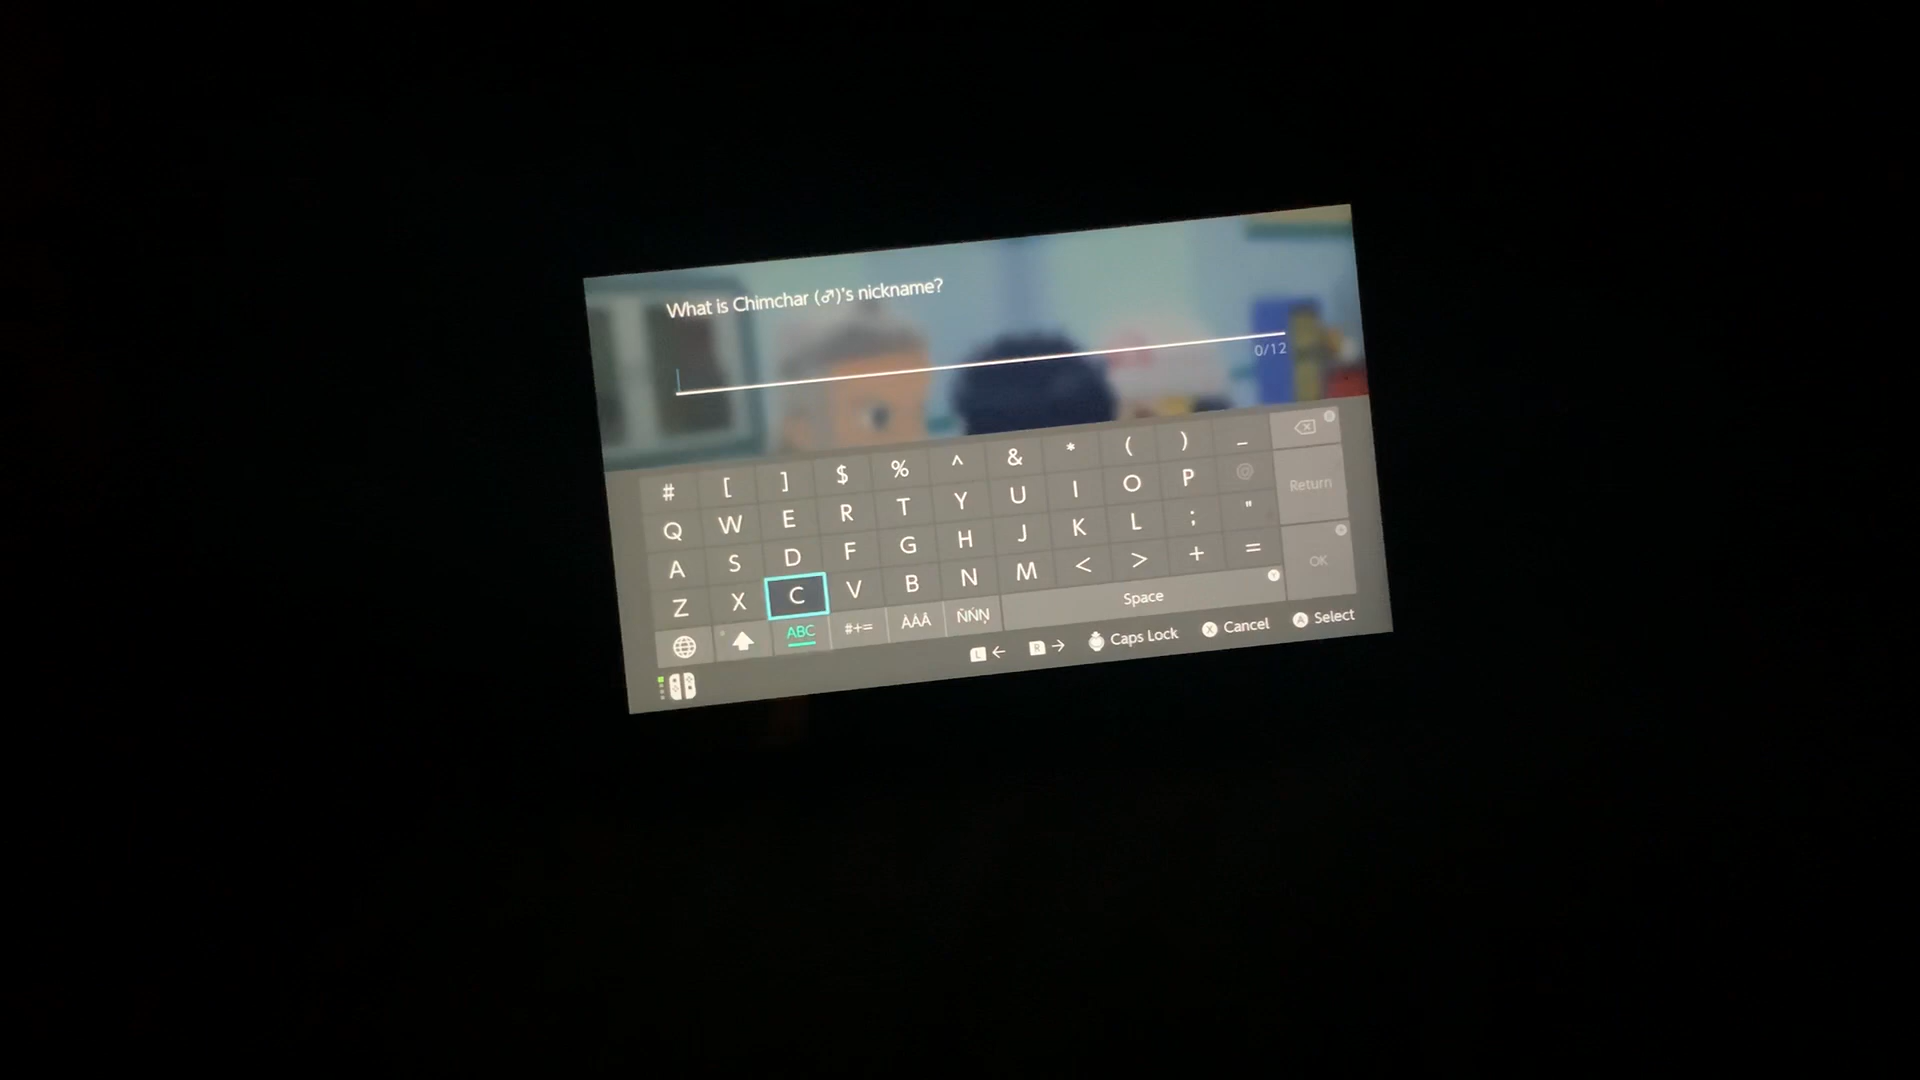 What is Chimchar (♂)'s nickname?
0/12
# [ ] $ % ^ & * ( ) _
Q W E R T Y U I O P @
Return
A S D F G H J K L ; "
Z X C V B N M < > + =
OK
ABC #+= ÀÁÂ ÑŃŅ Space
L ← R → Caps Lock X Cancel A Select